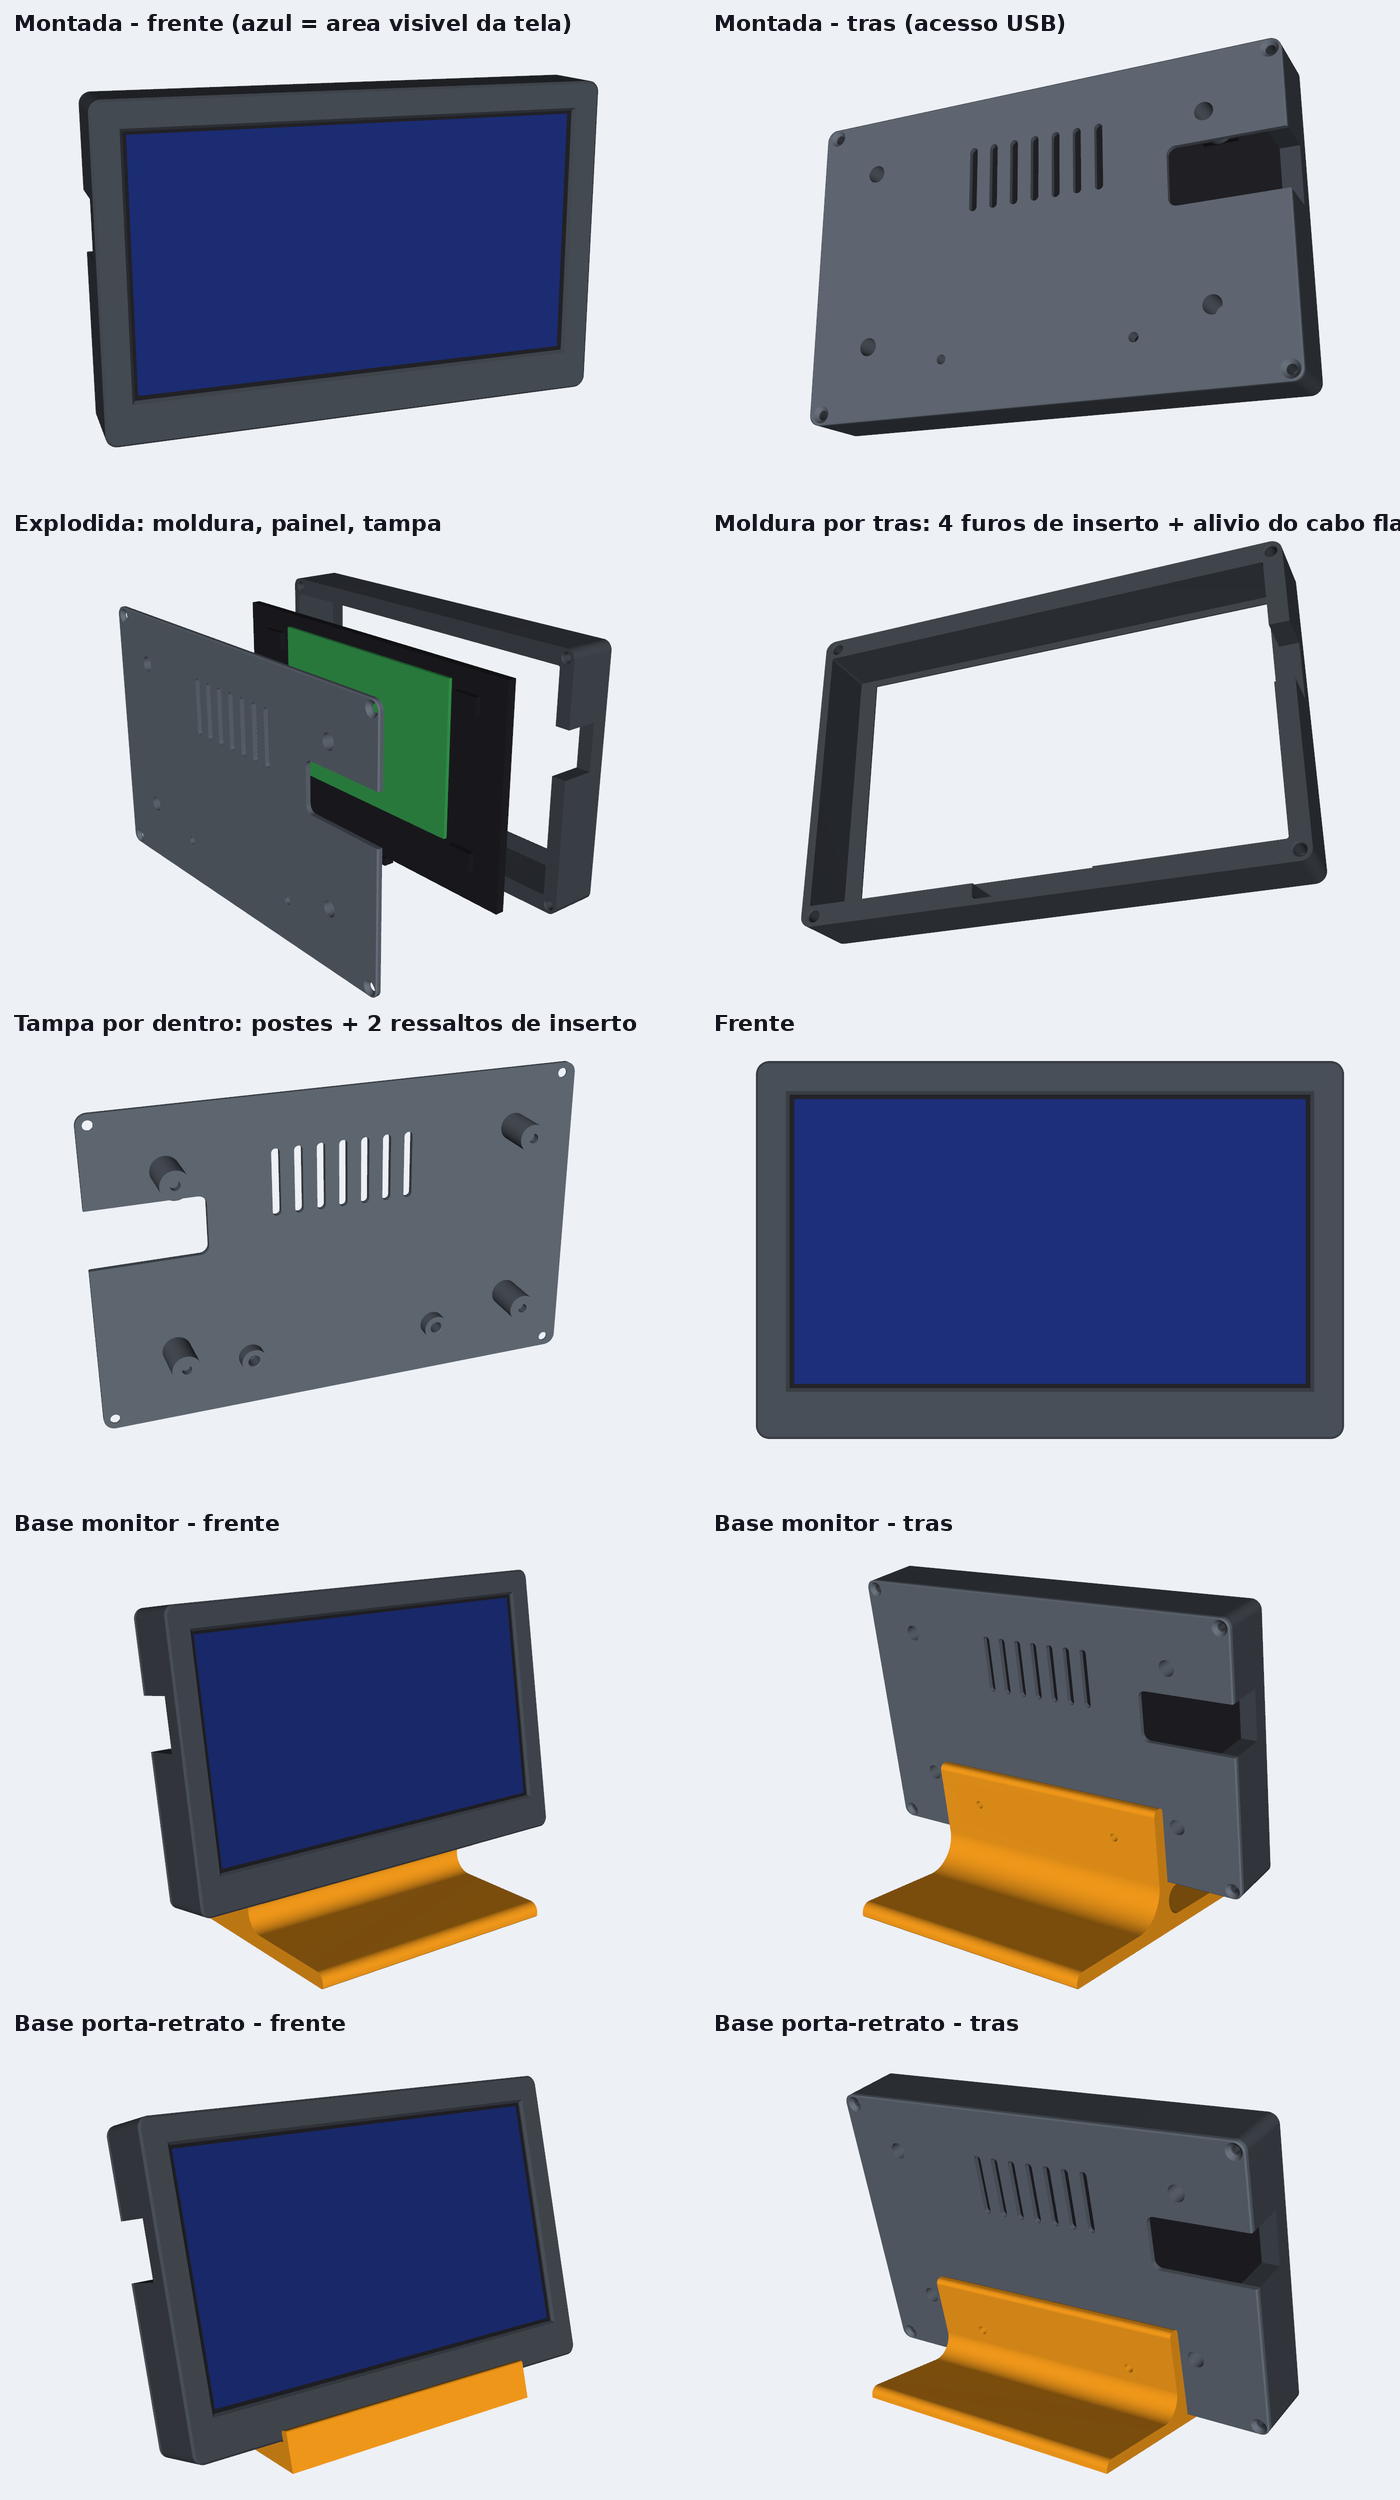 Montada - frente (azul = area visivel da tela)
Montada - tras (acesso USB)
Explodida: moldura, painel, tampa
Moldura por tras: 4 furos de inserto + alivio do cabo fla
Tampa por dentro: postes + 2 ressaltos de inserto
Frente
Base monitor - frente
Base monitor - tras
Base porta-retrato - frente
Base porta-retrato - tras